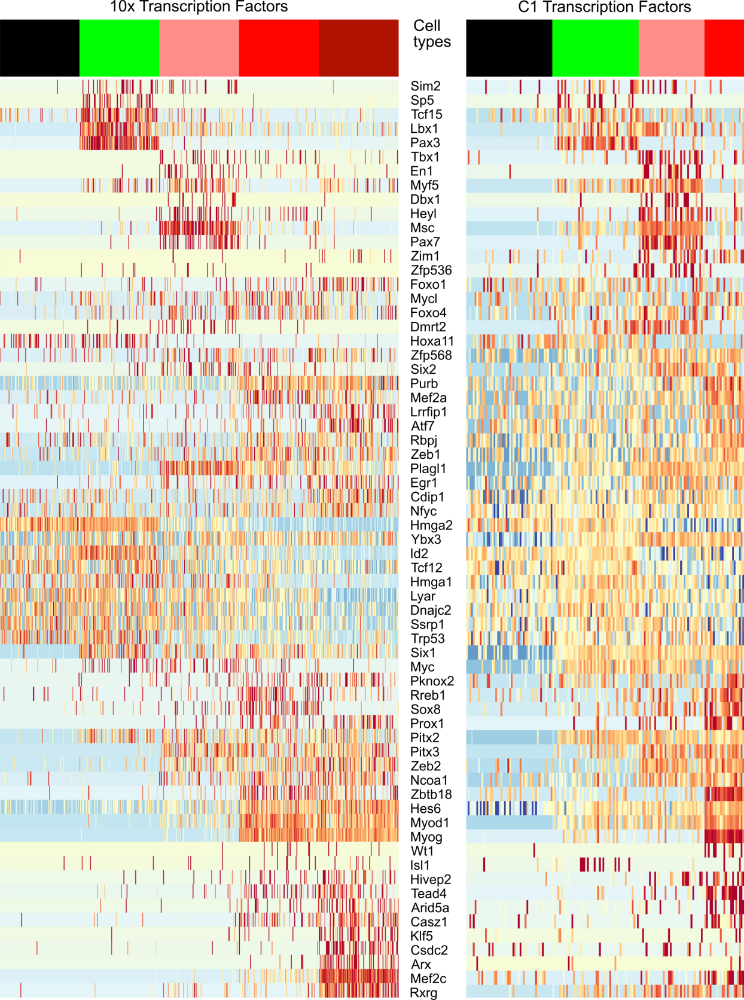 10x Transcription Factors
C1 Transcription Factors
Cell
types
Sim2
Sp5
Tcf15
Lbx1
Pax3
Tbx1
En1
Myf5
Dbx1
Heyl
Msc
Pax7
Zim1
Zfp536
Foxo1
Mycl
Foxo4
Dmrt2
Hoxa11
Zfp568
Six2
Purb
Mef2a
Lrrfip1
Atf7
Rbpj
Zeb1
Plagl1
Egr1
Cdip1
Nfyc
Hmga2
Ybx3
Id2
Tcf12
Hmga1
Lyar
Dnajc2
Ssrp1
Trp53
Six1
Myc
Pknox2
Rreb1
Sox8
Prox1
Pitx2
Pitx3
Zeb2
Ncoa1
Zbtb18
Hes6
Myod1
Myog
Wt1
Isl1
Hivep2
Tead4
Arid5a
Casz1
Klf5
Csdc2
Arx
Mef2c
Rxrg